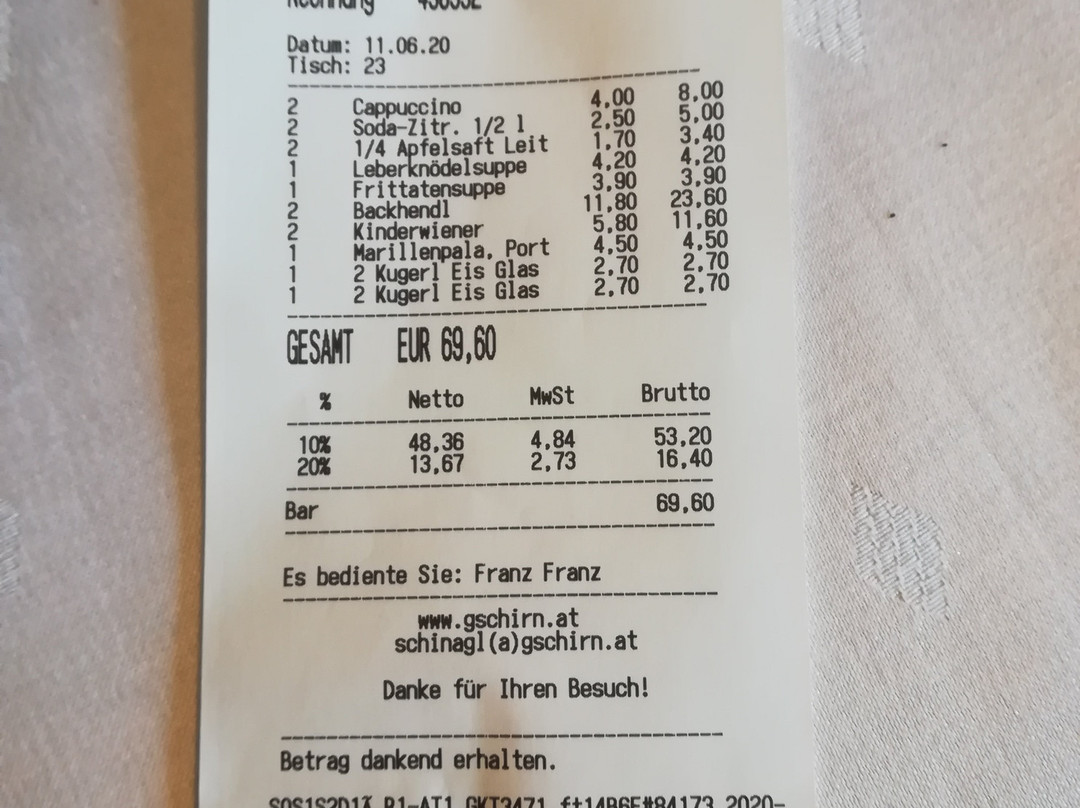 Rechnung
Datum: 11.06.20
Tisch: 23
2 Cappuccino 4,00 8,00
2 Soda-Zitr. 1/2 l 2,50 5,00
2 1/4 Apfelsaft Leit 1,70 3,40
1 Leberknödelsuppe 4,20 4,20
1 Frittatensuppe 3,90 3,90
2 Backhendl 11,80 23,60
2 Kinderwiener 5,80 11,60
1 Marillenpala. Port 4,50 4,50
1 2 Kugerl Eis Glas 2,70 2,70
1 2 Kugerl Eis Glas 2,70 2,70
GESAMT EUR 69,60
% Netto MwSt Brutto
10% 48,36 4,84 53,20
20% 13,67 2,73 16,40
Bar 69,60
Es bediente Sie: Franz Franz
www.gschirn.at
schinagl(a)gschirn.at
Danke für Ihren Besuch!
Betrag dankend erhalten.